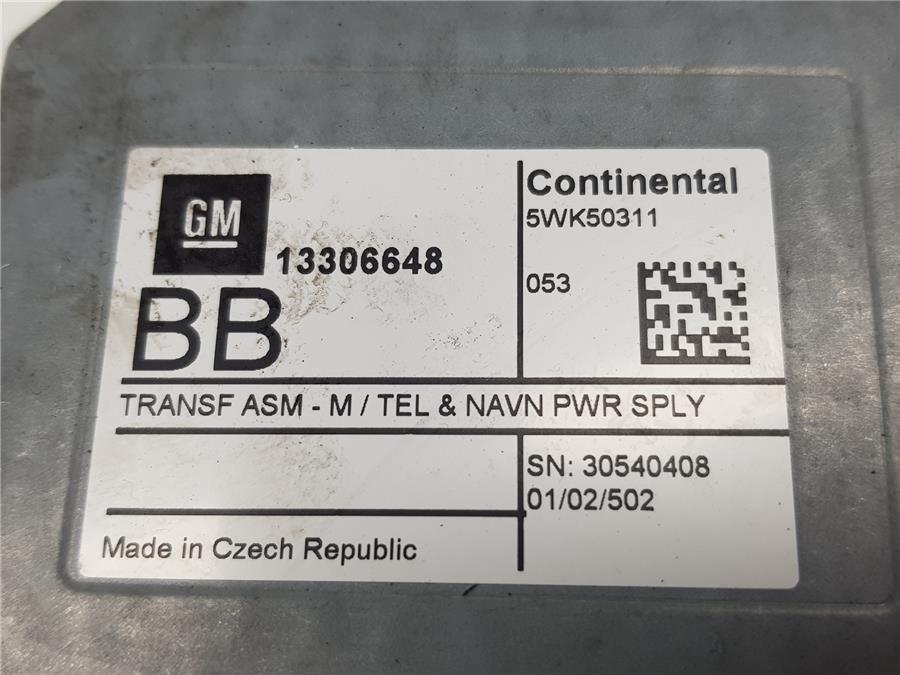 GM
13306648
BB
Continental
5WK50311
053
TRANSF ASM - M / TEL & NAVN PWR SPLY
SN: 30540408
01/02/502
Made in Czech Republic